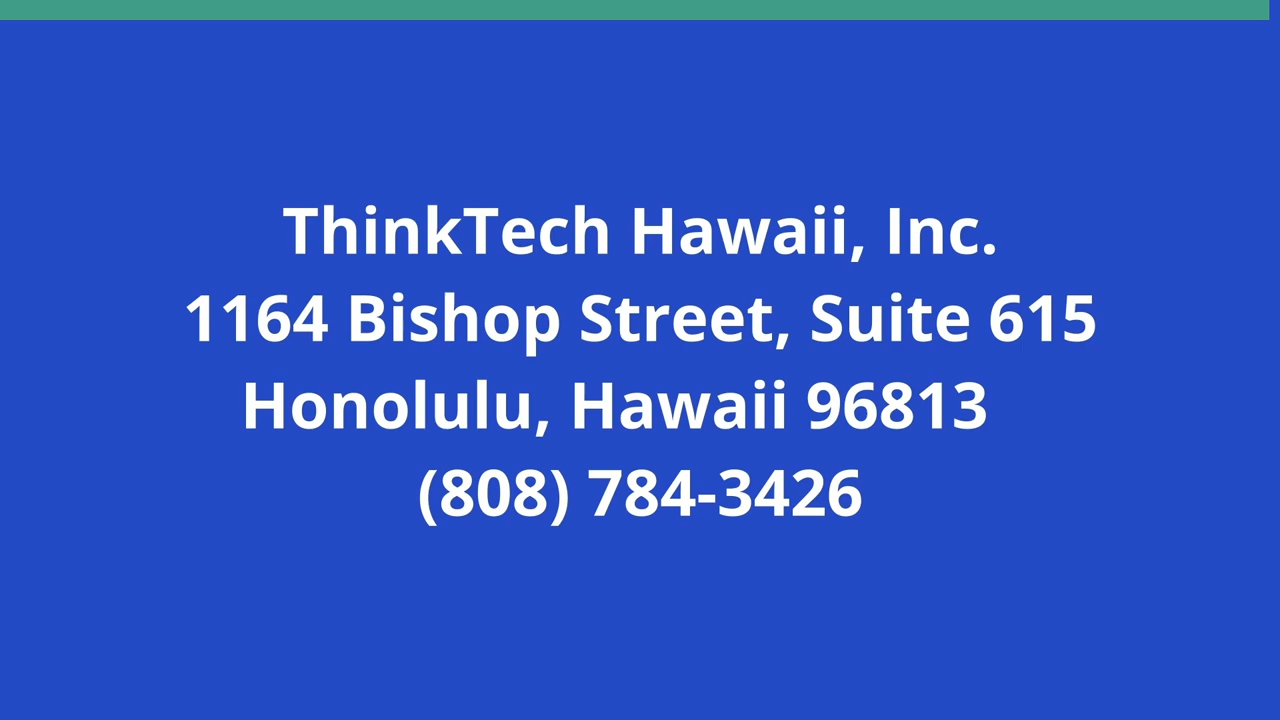 ThinkTech Hawaii, Inc.
1164 Bishop Street, Suite 615
Honolulu, Hawaii 96813
(808) 784-3426